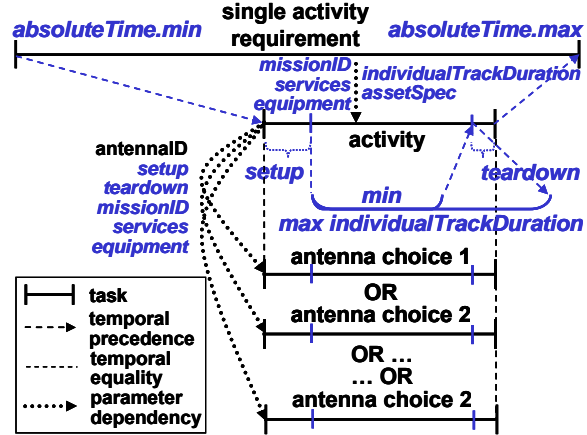 absoluteTime.min
single activity
requirement
absoluteTime.max
missionID
services
equipment
individualTrackDuration
assetSpec
activity
antennaID
setup
teardown
missionID
services
equipment
setup
teardown
min
max individualTrackDuration
antenna choice 1
OR
antenna choice 2
OR ...
... OR
antenna choice 2
task
temporal
precedence
temporal
equality
parameter
dependency